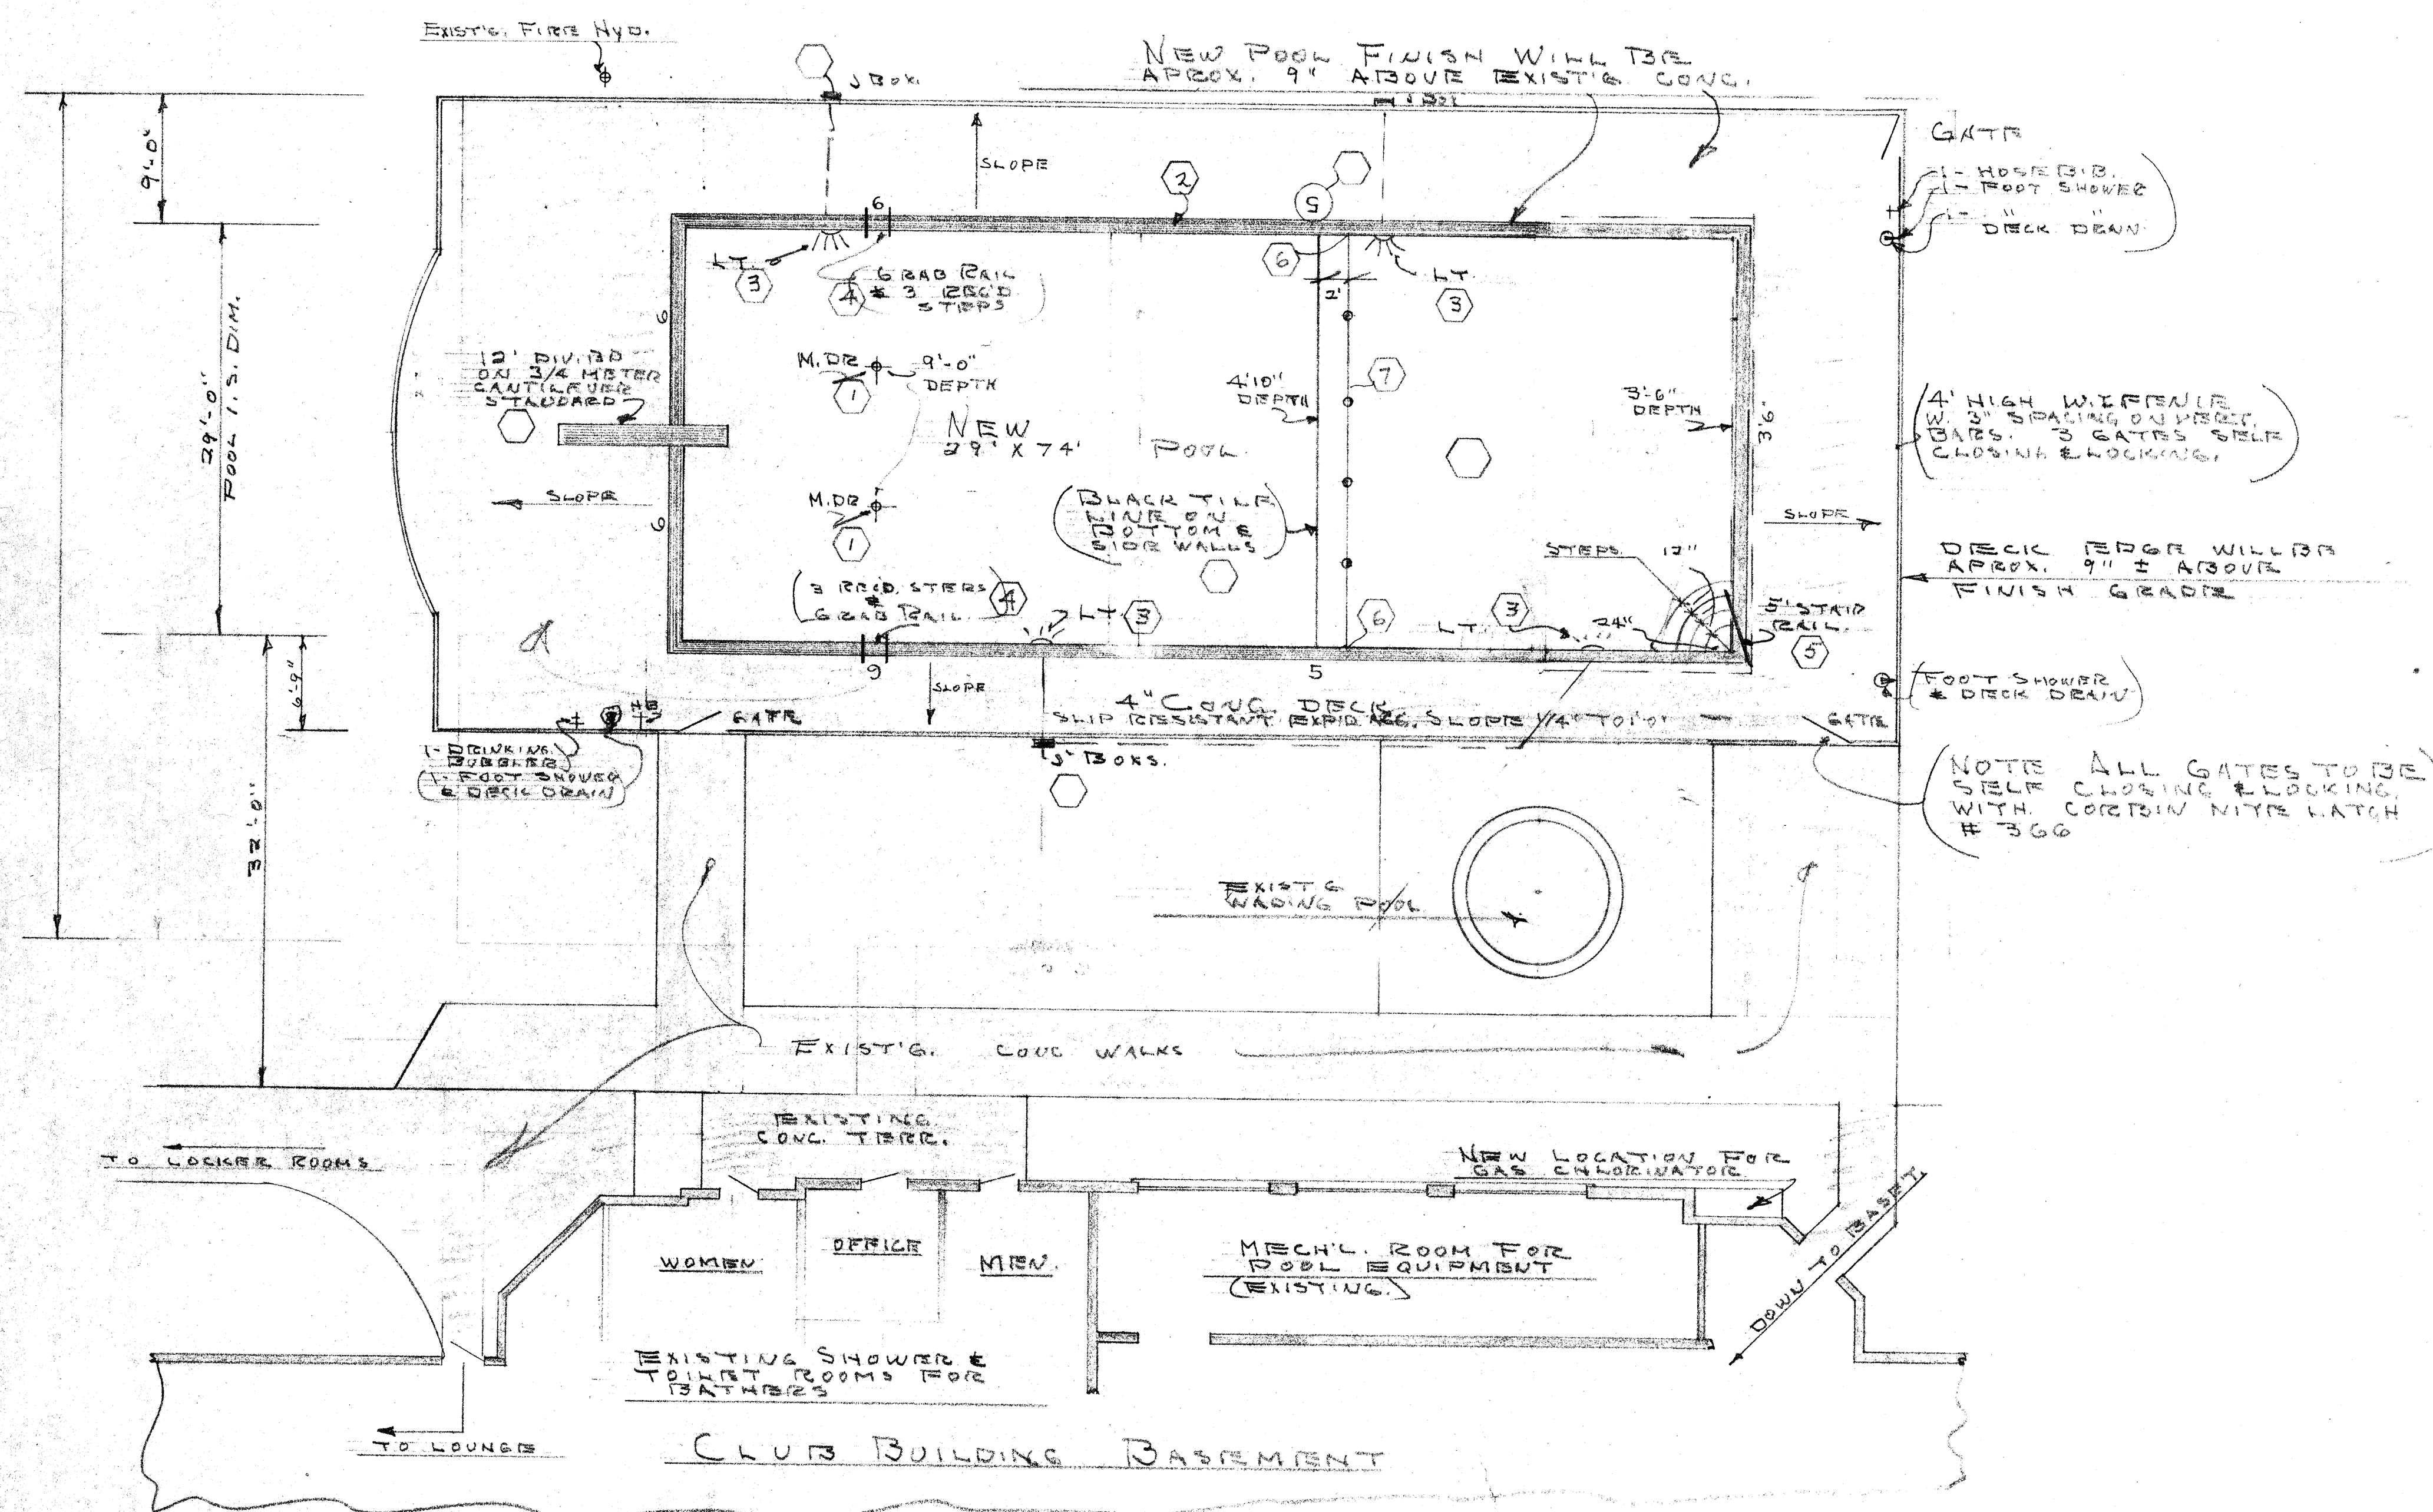 EXIST'G. FIRE HYD.
J BOX.
NEW POOL FINISH WILL BE
APROX. 9" ABOVE EXIST'G CONC.
J BOX
GATE
1- HOSE BIB.
1- FOOT SHOWER
1- " "
DECK DRNN.
9'-0"
SLOPE
2
5
6
LT.
3
4
GRAB RAIL
& 3 REC'D
STEPS
6
2'
LT.
3
29'-0"
POOL I.S. DIM.
6
12' DIV. BD
ON 3/4 METER
CANTILEVER
STANDARD
M.DR
1
9'-0"
DEPTH
4'10"
DEPTH
7
3'-6"
DEPTH
3'6"
4' HIGH W.I. FENCE
W. 3" SPACING ON VERT.
BARS. 3 GATES SELF
CLOSING & LOCKING.
NEW
29' X 74' POOL
SLOPE
6
M.DR
1
BLACK TILE
LINE ON
BOTTOM &
SIDE WALLS
SLOPE
STEPS 12"
DECK EDGE WILL BE
APROX. 9" ± ABOVE
FINISH GRADE
3 REC'D. STEPS
&
GRAB RAIL.
4
LT.
3
6
LT.
3
24"
5' STAIR
RAIL.
5
6'-9"
9
5
SLOPE
FOOT SHOWER
& DECK DRAIN
4" CONC. DECK
SLIP RESISTANT EXP'D AGG. SLOPE 1/4" TO 1'0"
HB
GATE
GATE
1- DRINKING
BUBBLER
1- FOOT SHOWER
& DECK DRAIN
J- BOXS.
NOTE ALL GATES TO BE
SELF CLOSING & LOCKING.
WITH CORBIN NITE LATCH
# 366
32'-0"
EXIST'G
WADING POOL
EXIST'G. CONC WALKS
EXISTING
CONC. TERR.
TO LOCKER ROOMS
NEW LOCATION FOR
GAS CHLORINATOR
DOWN TO BASE'T
WOMEN
OFFICE
MEN.
MECH'L. ROOM FOR
POOL EQUIPMENT
(EXISTING.)
EXISTING SHOWER &
TOILET ROOMS FOR
BATHERS
TO LOUNGE
CLUB BUILDING BASEMENT